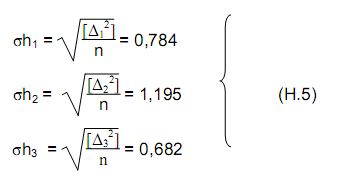 σh₁ = √([Δ₁²]/n) = 0,784
σh₂ = √([Δ₂²]/n) = 1,195
(H.5)
σh₃ = √([Δ₃²]/n) = 0,682